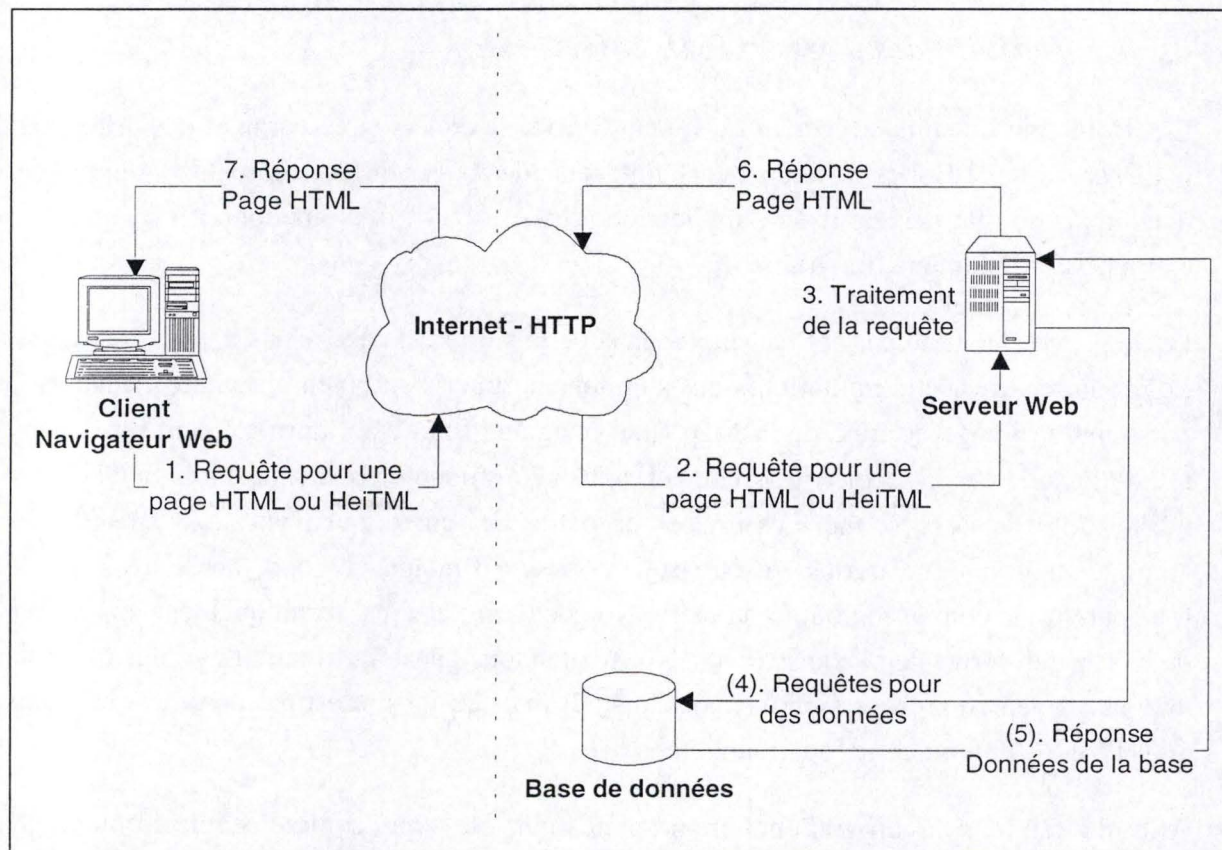 7. Réponse
Page HTML
6. Réponse
Page HTML
3. Traitement
de la requête
Internet - HTTP
Client
Navigateur Web
Serveur Web
1. Requête pour une
page HTML ou HeiTML
2. Requête pour une
page HTML ou HeiTML
(4). Requêtes pour
des données
(5). Réponse
Données de la base
Base de données